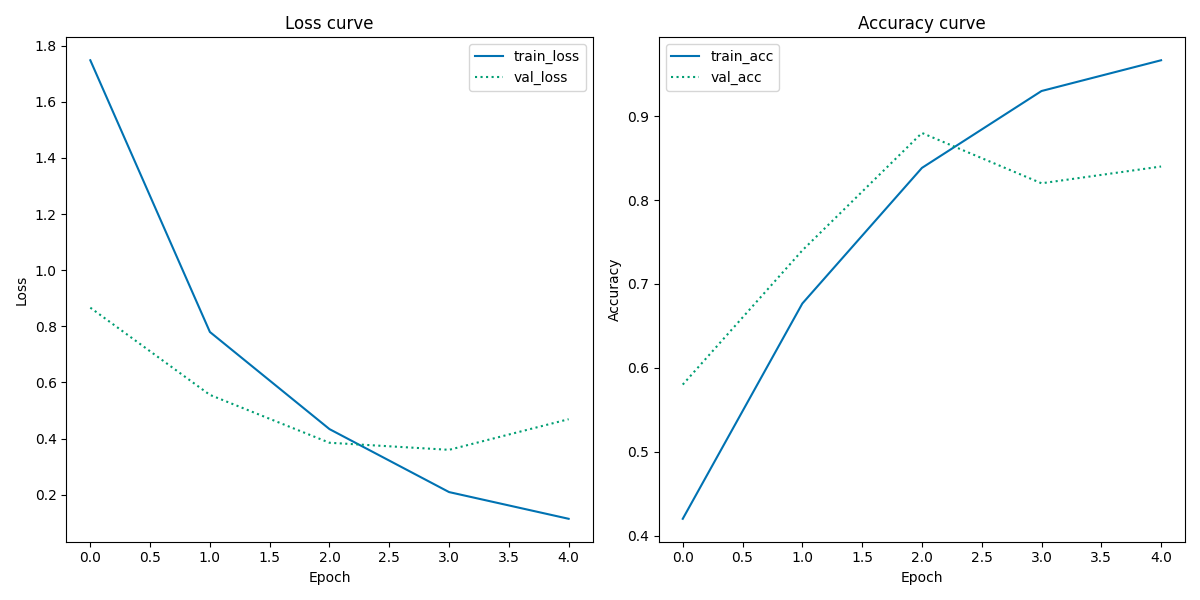 Loss curve
1.8
1.6
1.4
1.2
1.0
0.8
0.6
0.4
0.2
Loss
train_loss
val_loss
0.0 0.5 1.0 1.5 2.0 2.5 3.0 3.5 4.0
Epoch
Accuracy curve
0.9
0.8
0.7
0.6
0.5
0.4
Accuracy
train_acc
val_acc
0.0 0.5 1.0 1.5 2.0 2.5 3.0 3.5 4.0
Epoch